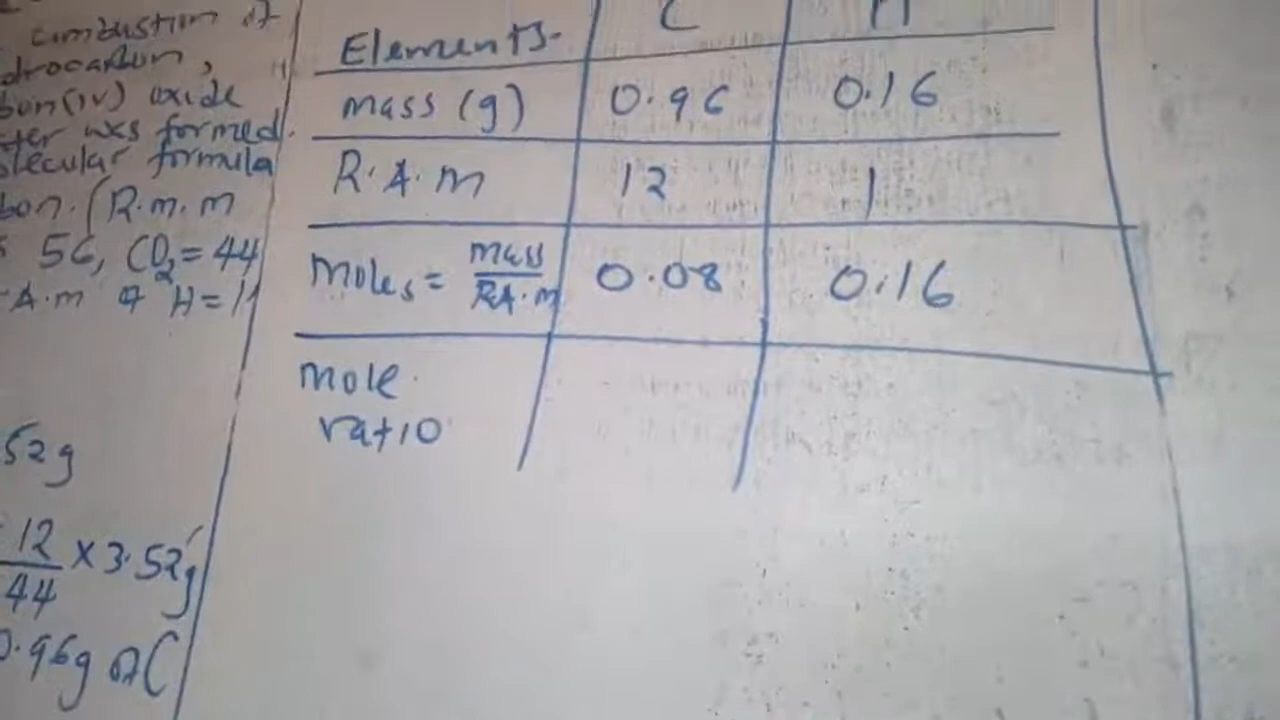 combustion of
drocarbon,
bon(iv) oxide
ter was formed.
olecular formula
bon. (R.m.m
56, CO2 = 44
A.m of H = 1)
52g
12
44
x 3.52g
0.96g of C
Elements. C H
mass (g) 0.96 0.16
R.A.m 12 1
moles = mass
RA.m
0.08 0.16
mole
ratio